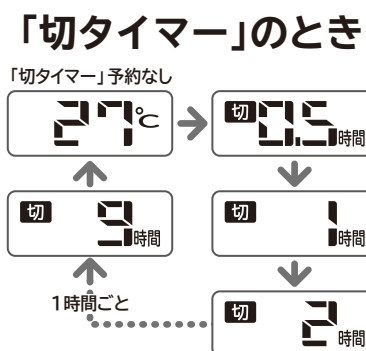 「切タイマー」のとき
「切タイマー」予約なし
27℃
切 0.5 時間
切 9 時間
切 1 時間
1時間ごと
切 2 時間